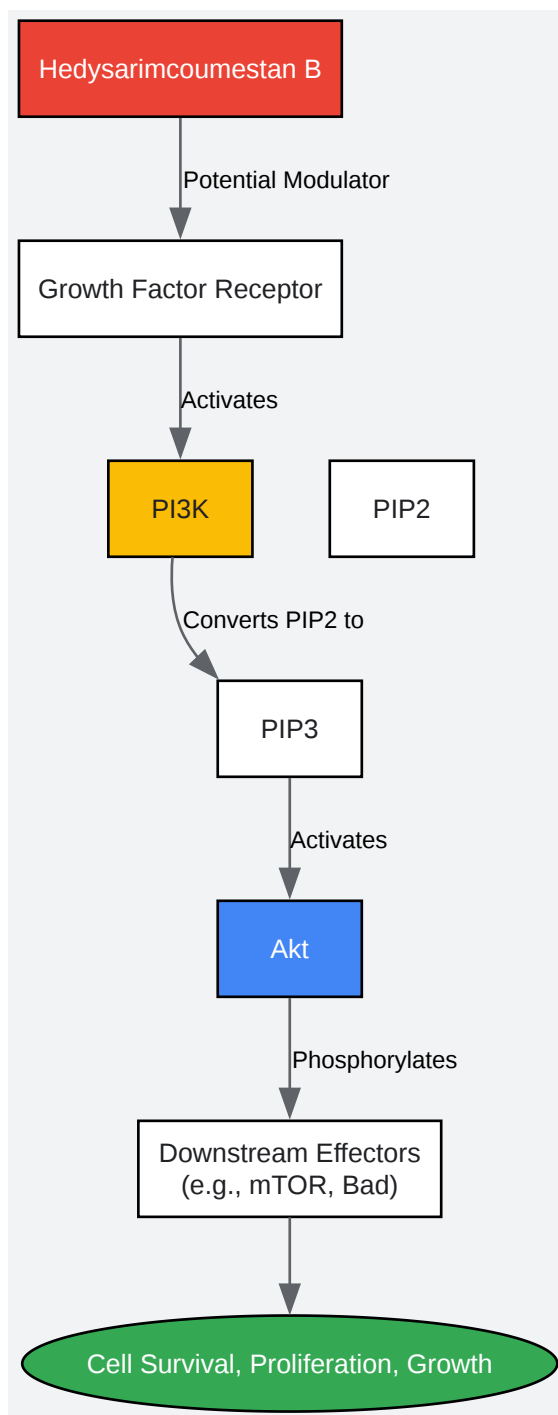 Hedysarimcoumestan B
Potential Modulator
Growth Factor Receptor
Activates
PI3K
PIP2
Converts PIP2 to
PIP3
Activates
Akt
Phosphorylates
Downstream Effectors
(e.g., mTOR, Bad)
Cell Survival, Proliferation, Growth